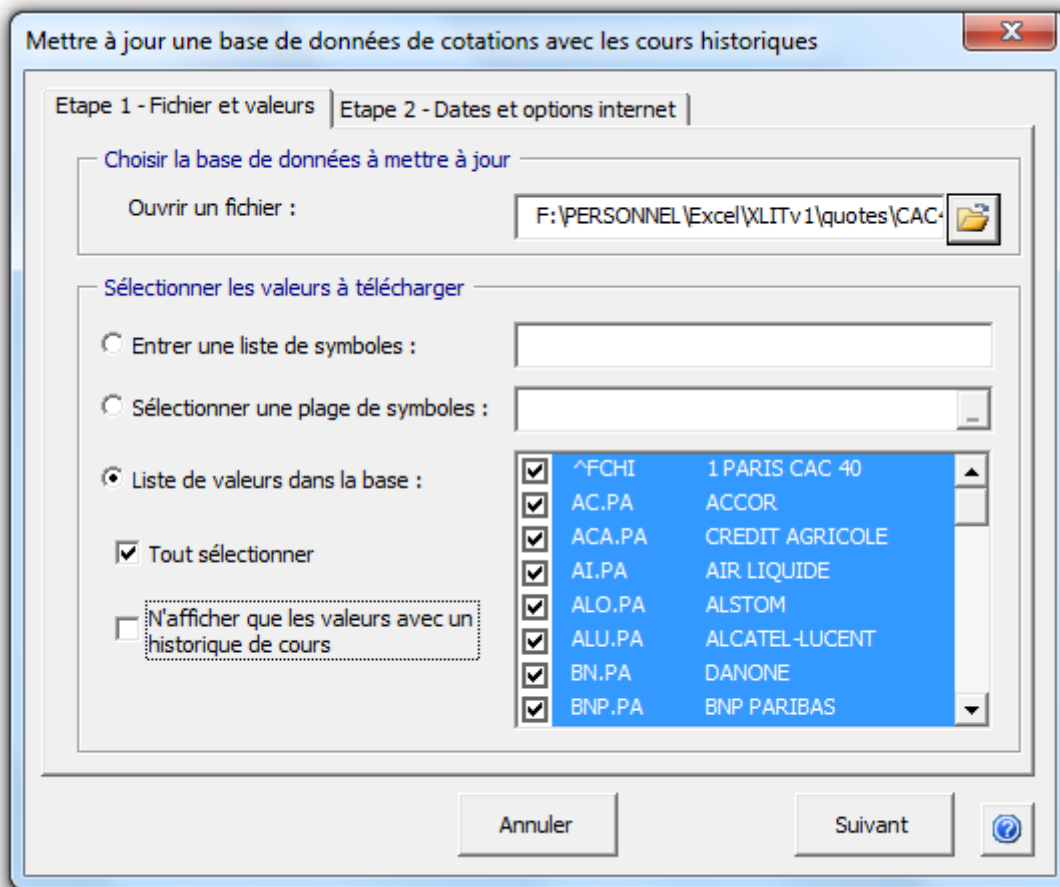 Mettre à jour une base de données de cotations avec les cours historiques
Etape 1 - Fichier et valeurs
Etape 2 - Dates et options internet
Choisir la base de données à mettre à jour
Ouvrir un fichier :
F:\PERSONNEL\Excel\XLITv1\quotes\CAC4
Sélectionner les valeurs à télécharger
Entrer une liste de symboles :
Sélectionner une plage de symboles :
Liste de valeurs dans la base :
^FCHI 1 PARIS CAC 40
AC.PA ACCOR
ACA.PA CREDIT AGRICOLE
AI.PA AIR LIQUIDE
ALO.PA ALSTOM
ALU.PA ALCATEL-LUCENT
BN.PA DANONE
BNP.PA BNP PARIBAS
Tout sélectionner
N'afficher que les valeurs avec un
historique de cours
Annuler
Suivant